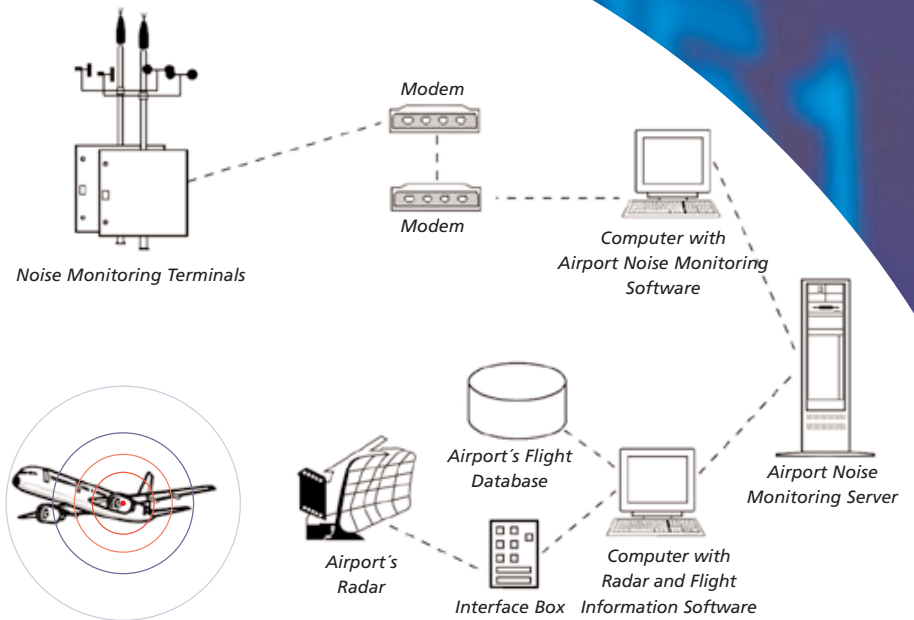 Modem
Modem
Noise Monitoring Terminals
Computer with
Airport Noise Monitoring
Software
Airport´s Flight
Database
Airport Noise
Monitoring Server
Airport´s
Radar
Interface Box
Computer with
Radar and Flight
Information Software